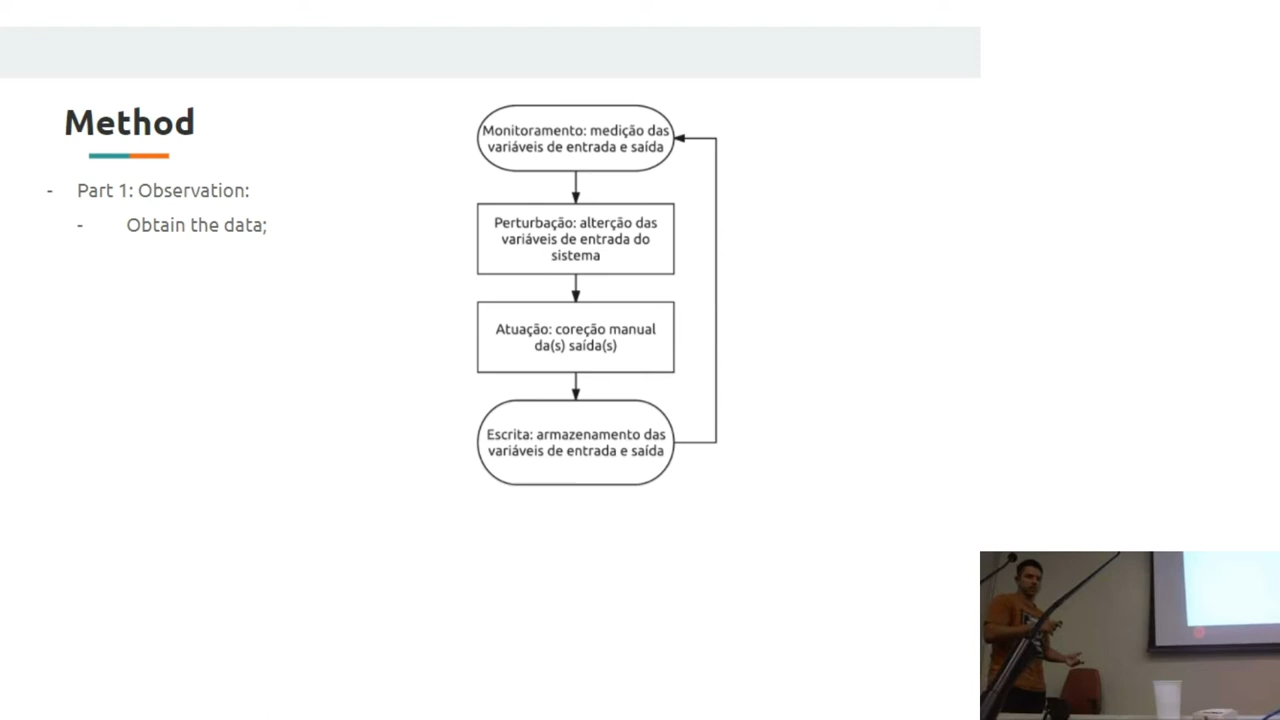 Method
- Part 1: Observation:
- Obtain the data;
Monitoramento: medição das
variáveis de entrada e saída
Perturbação: alterção das
variáveis de entrada do
sistema
Atuação: coreção manual
da(s) saída(s)
Escrita: armazenamento das
variáveis de entrada e saída